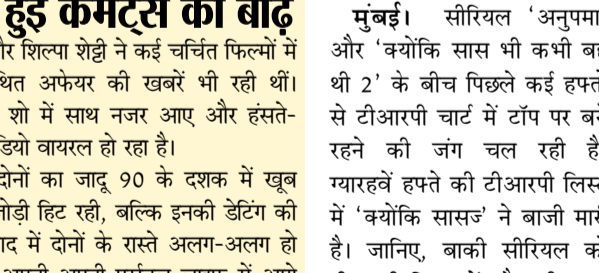 हुई कमेंट्स की बाढ़
शिल्पा शेट्टी ने कई चर्चित फिल्मों में
अफेयर की खबरें भी रही थीं।
शो में साथ नजर आए और हंसते-
वायरल हो रहा है।
दोनों का जादू 90 के दशक में खूब
हिट रही, बल्कि इनकी डेटिंग की
में दोनों के रास्ते अलग-अलग हो
मुंबई। सीरियल ‘अनुपमा
और ‘क्योंकि सास भी कभी
थी 2’ के बीच पिछले कई हफ्
से टीआरपी चार्ट में टॉप पर
रहने की जंग चल रही है
ग्यारहवें हफ्ते की टीआरपी
में ‘क्योंकि सासज्’ ने बाजी
है। जानिए, बाकी सीरियल